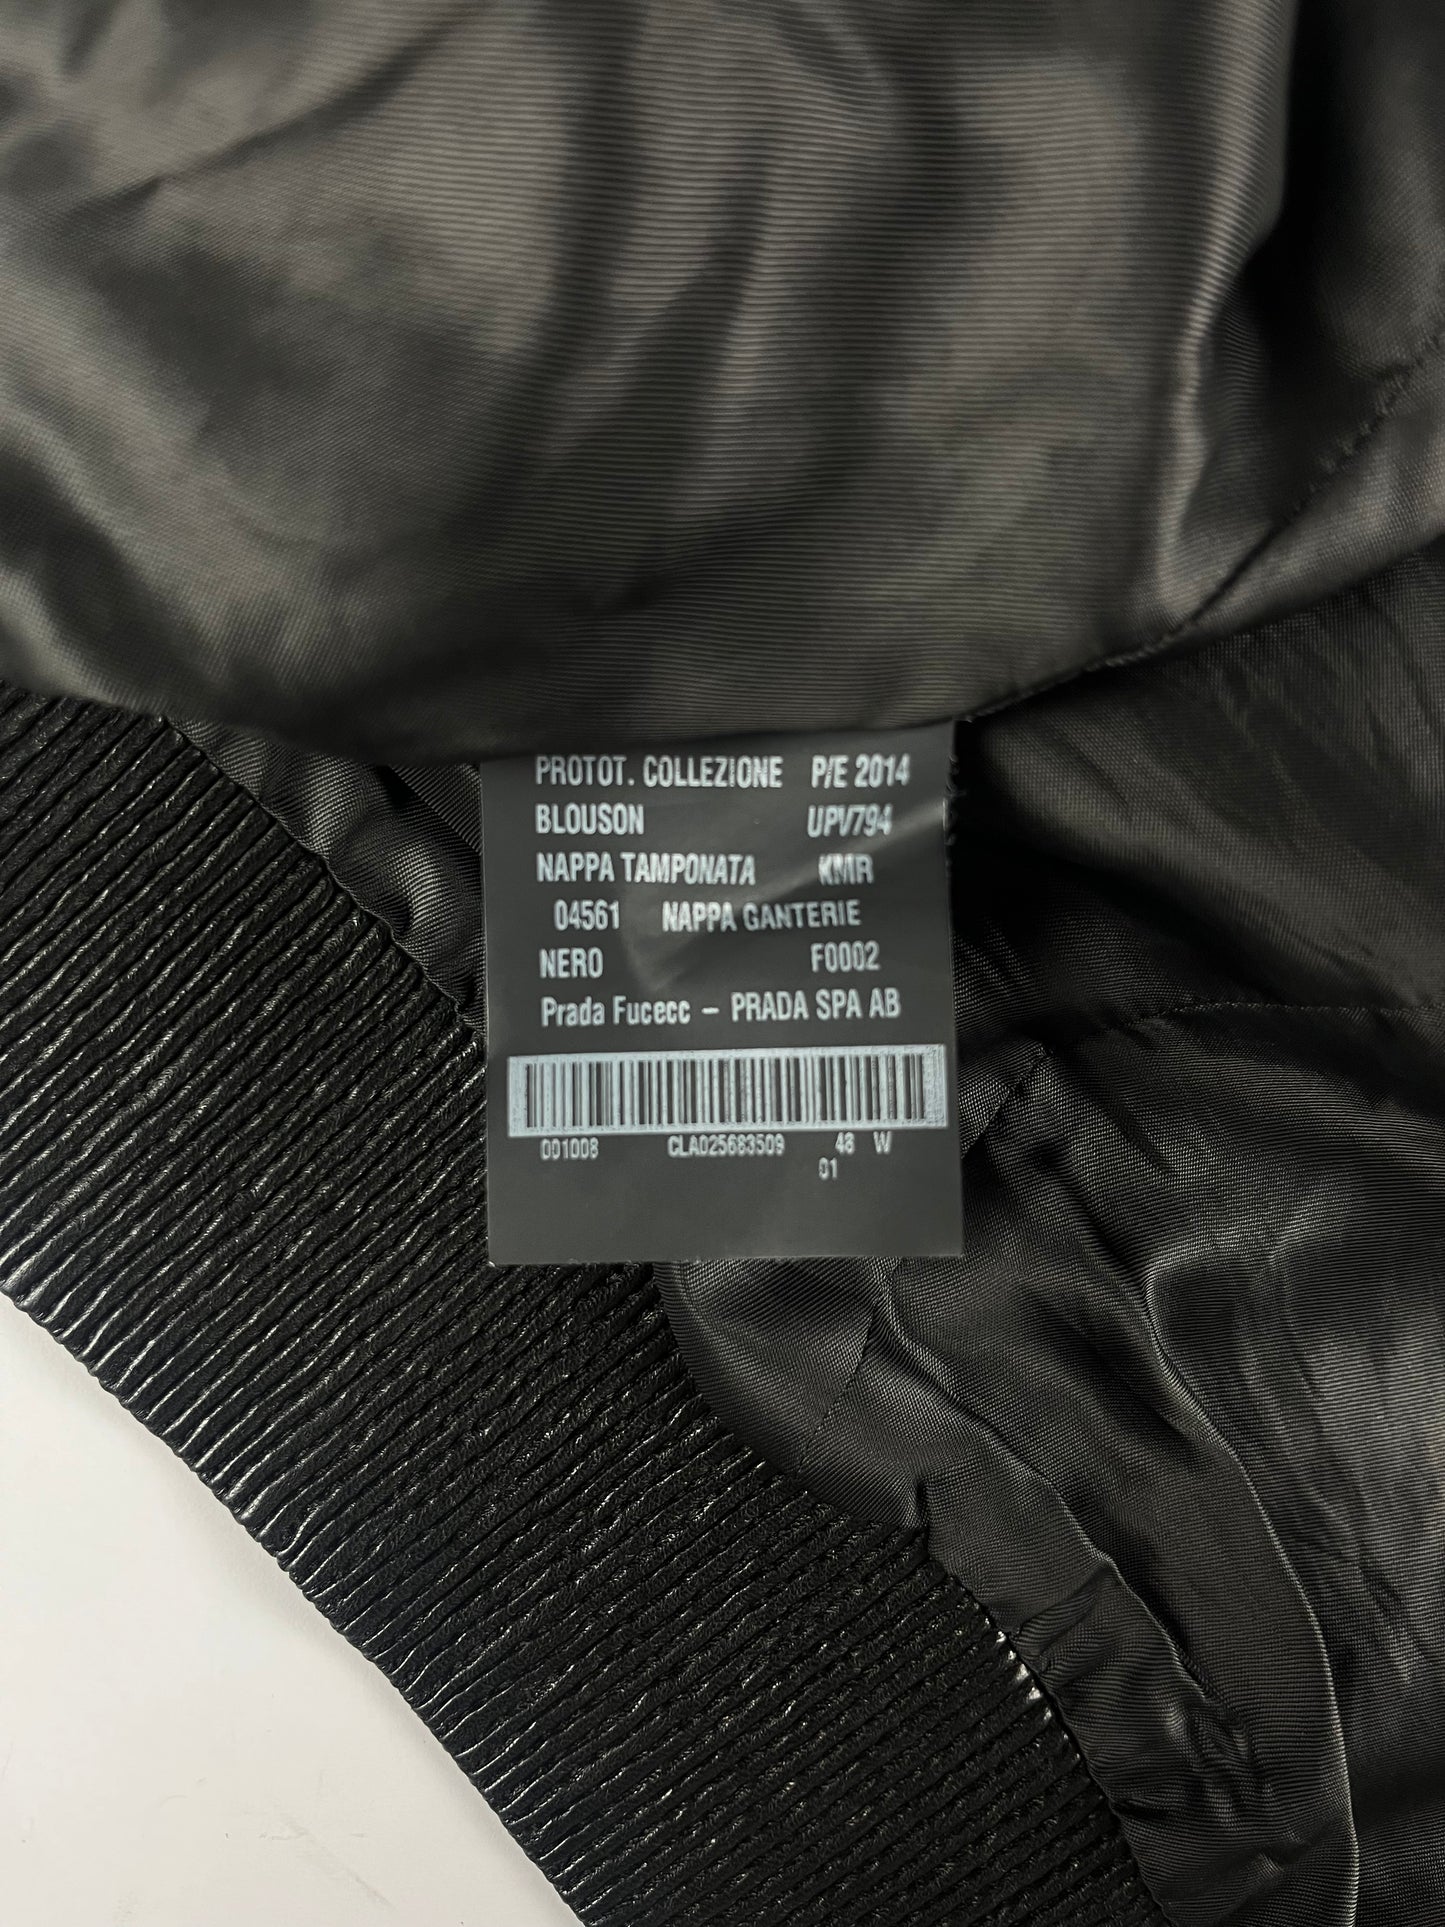 PROTOT. COLLEZIONE P/E 2014
BLOUSON UPV794
NAPPA TAMPONATA KMR
04561 NAPPA GANTERIE
NERO F0002
Prada Fucecc – PRADA SPA AB
001008 CLA025683509 48 W
01